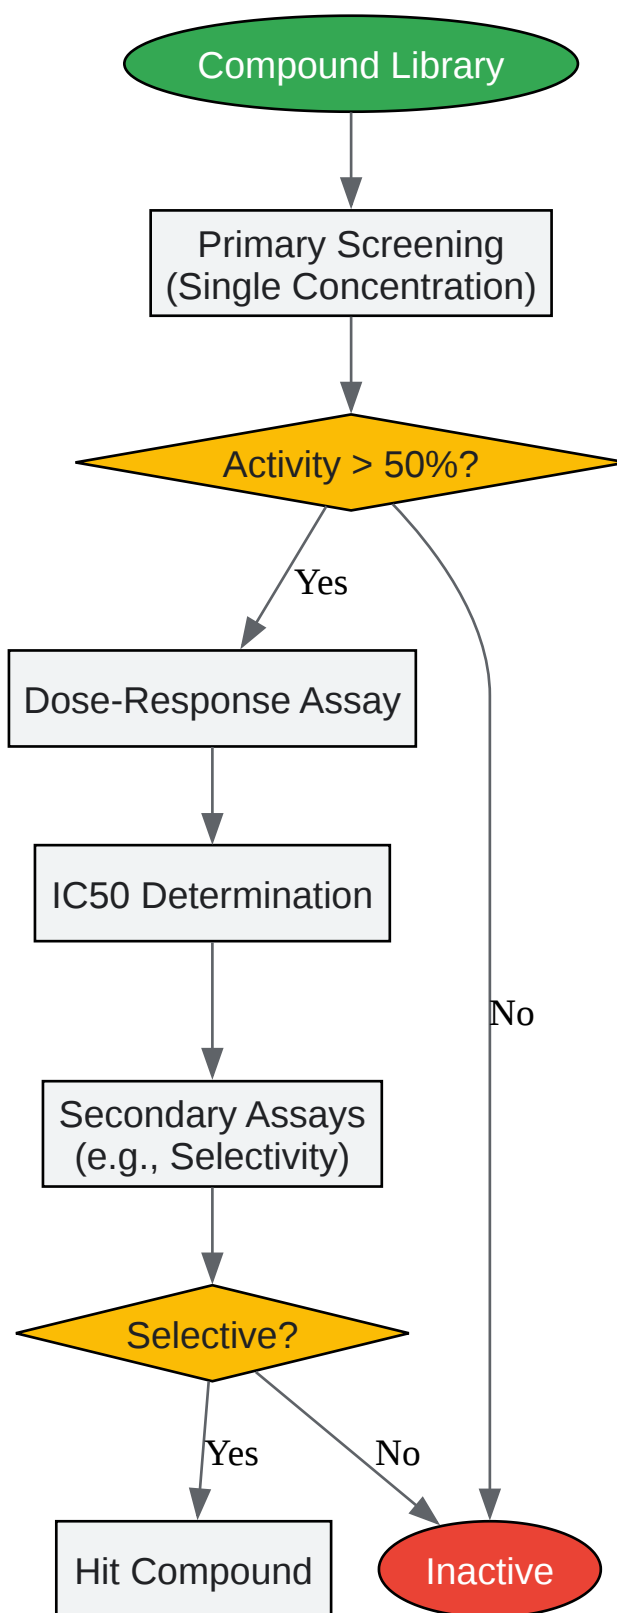 Compound Library
Primary Screening
(Single Concentration)
Activity > 50%?
Yes
Dose-Response Assay
IC50 Determination
No
Secondary Assays
(e.g., Selectivity)
Selective?
Yes
No
Hit Compound
Inactive